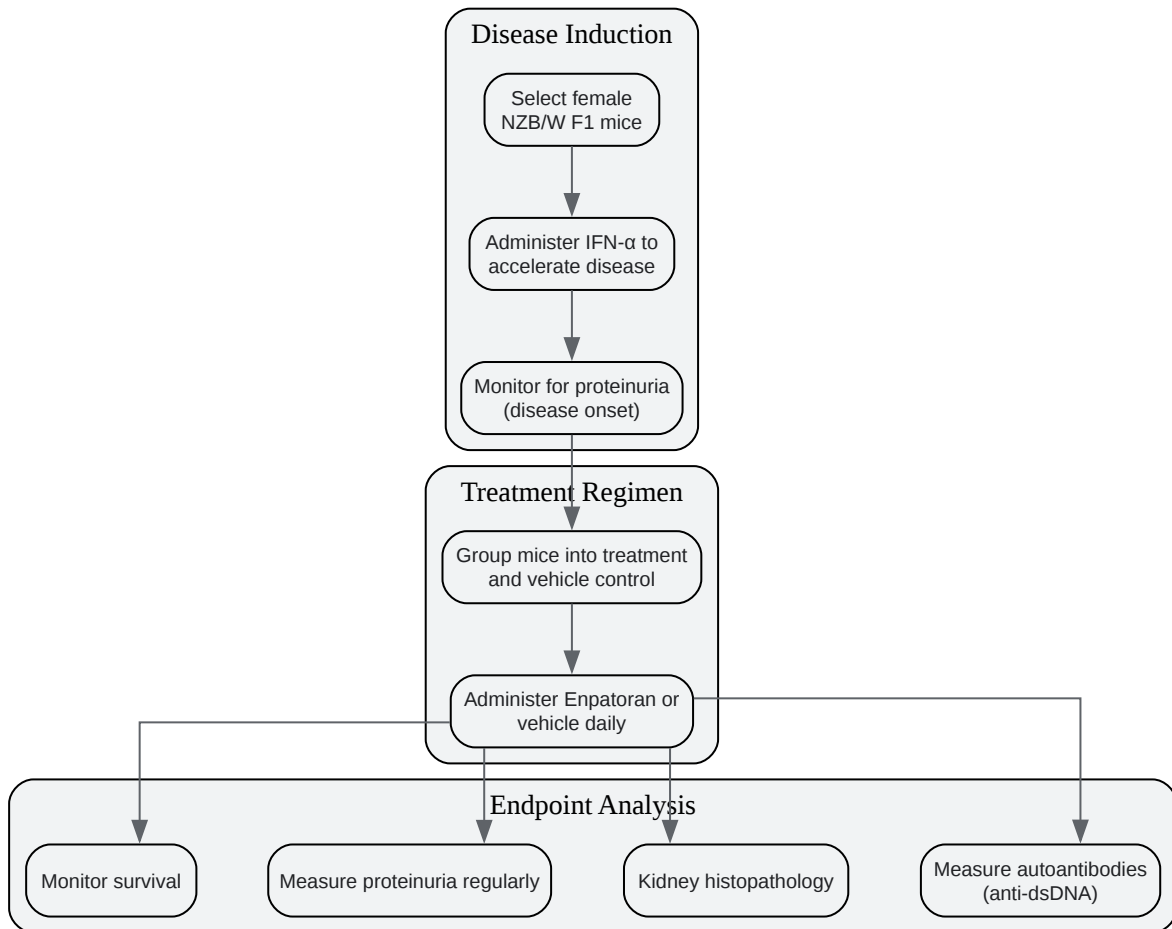 Disease Induction
Select female
NZB/W F1 mice
Administer IFN-α to
accelerate disease
Monitor for proteinuria
(disease onset)
Treatment Regimen
Group mice into treatment
and vehicle control
Administer Enpatoran or
vehicle daily
Endpoint Analysis
Monitor survival
Measure proteinuria regularly
Kidney histopathology
Measure autoantibodies
(anti-dsDNA)